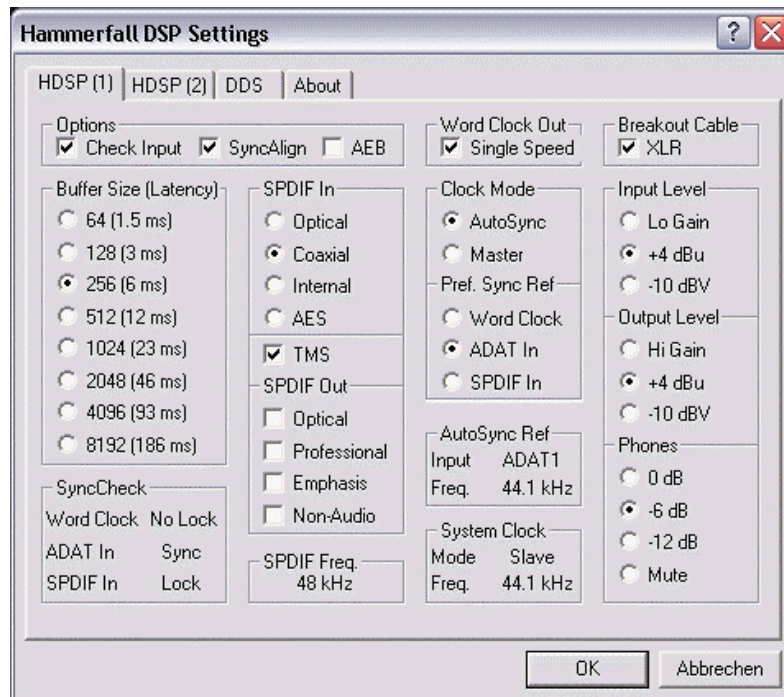 Hammerfall DSP Settings
HDSP (1) HDSP (2) DDS About
Options
Check Input SyncAlign AEB
Word Clock Out
Single Speed
Breakout Cable
XLR
Buffer Size (Latency)
64 (1.5 ms)
128 (3 ms)
256 (6 ms)
512 (12 ms)
1024 (23 ms)
2048 (46 ms)
4096 (93 ms)
8192 (186 ms)
SyncCheck
Word Clock No Lock
ADAT In Sync
SPDIF In Lock
SPDIF In
Optical
Coaxial
Internal
AES
TMS
SPDIF Out
Optical
Professional
Emphasis
Non-Audio
SPDIF Freq.
48 kHz
Clock Mode
AutoSync
Master
Pref. Sync Ref
Word Clock
ADAT In
SPDIF In
AutoSync Ref
Input ADAT1
Freq. 44.1 kHz
System Clock
Mode Slave
Freq. 44.1 kHz
Input Level
Lo Gain
+4 dBu
-10 dBV
Output Level
Hi Gain
+4 dBu
-10 dBV
Phones
0 dB
-6 dB
-12 dB
Mute
OK Abbrechen